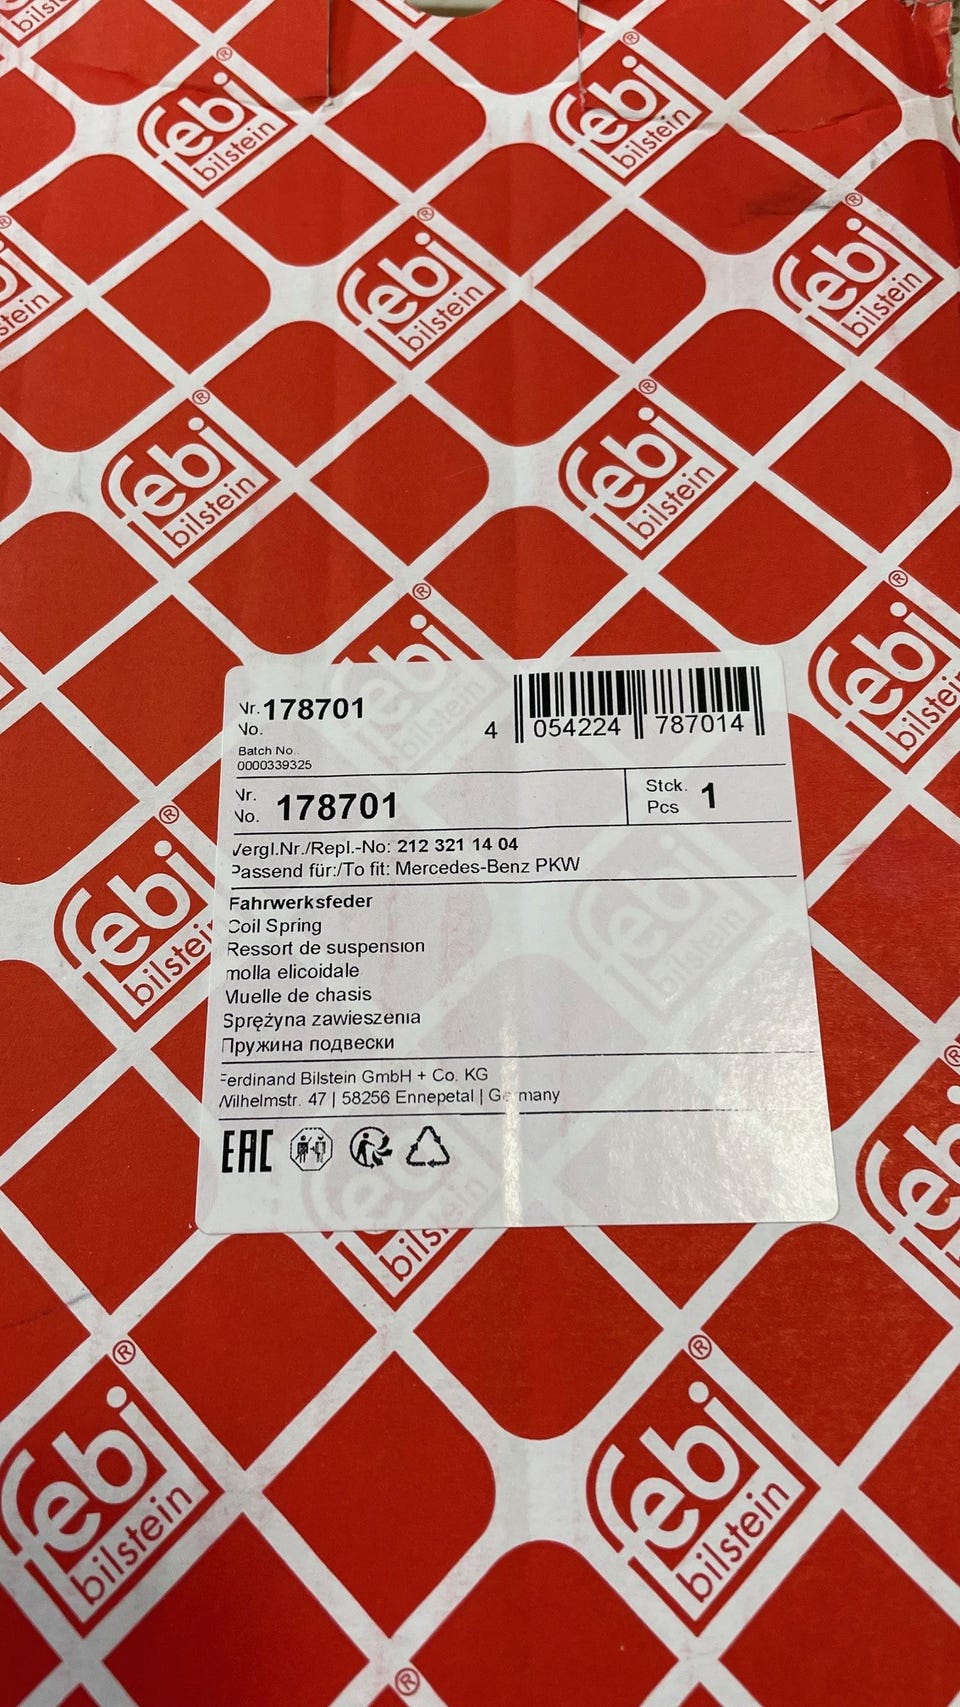 febi®
bilstein
Nr. 178701
No.
Batch No..
0000339325
4 054224 787014
Nr.
No. 178701
Stck.
Pcs 1
Vergl.Nr./Repl.-No: 212 321 14 04
Passend für:/To fit: Mercedes-Benz PKW
Fahrwerksfeder
Coil Spring
Ressort de suspension
molla elicoidale
Muelle de chasis
Sprężyna zawieszenia
Пружина подвески
Ferdinand Bilstein GmbH + Co. KG
Wilhelmstr. 47 | 58256 Ennepetal | Germany
EAC